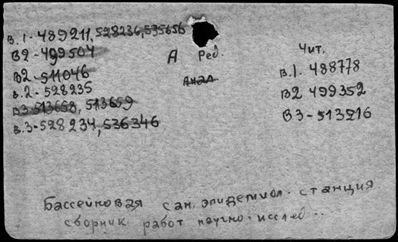 В.1-489211, 528236, 535656
В2-499504
В2-511046
в.2-528235
В3-513658, 513659
в.3-528234, 536346
А Ред.
Анал.
Чит.
в.1. 488778
В2 499352
В3-513216
Бассейновая сан. эпидемиол. станция
сборник работ научно-исслед...